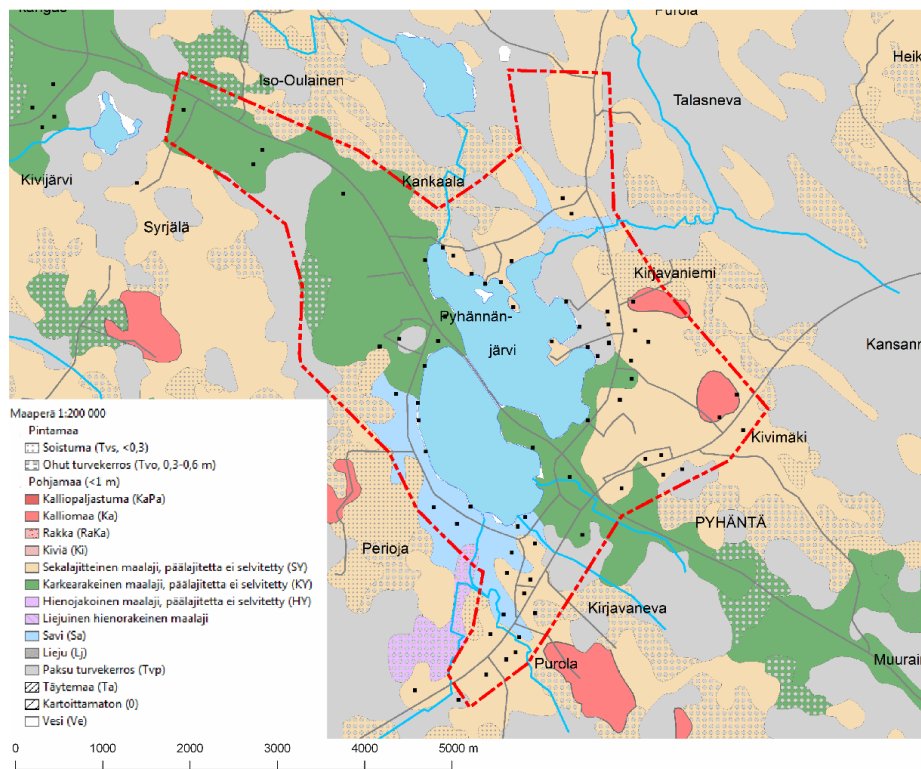 Kangas
Purola
Iso-Oulainen
Heik
Talasneva
Kivijärvi
Kankaala
Syrjälä
Kirjavaniemi
Pyhännän-
järvi
Kansann
Kivimäki
PYHÄNTÄ
Perioja
Kirjavaneva
Purola
Muurain
Maaperä 1:200 000
Pintamaa
Soistuma (Tvs, <0,3)
Ohut turvekerros (Tvo, 0,3-0,6 m)
Pohjamaa (<1 m)
Kalliopaljastuma (KaPa)
Kalliomaa (Ka)
Rakka (RaKa)
Kiviä (Ki)
Sekalajitteinen maalaji, päälajitetta ei selvitetty (SY)
Karkearakeinen maalaji, päälajitetta ei selvitetty (KY)
Hienojakoinen maalaji, päälajitetta ei selvitetty (HY)
Liejuinen hienorakeinen maalaji
Savi (Sa)
Lieju (Lj)
Paksu turvekerros (Tvp)
Täytemaa (Ta)
Kartoittamaton (0)
Vesi (Ve)
0 1000 2000 3000 4000 5000 m